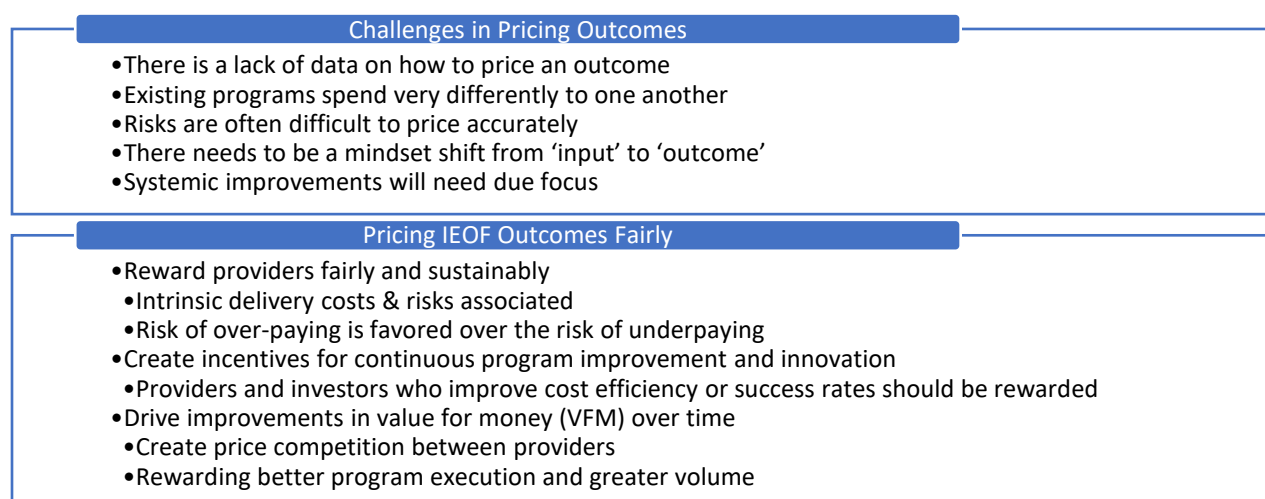 Challenges in Pricing Outcomes
•There is a lack of data on how to price an outcome
•Existing programs spend very differently to one another
•Risks are often difficult to price accurately
•There needs to be a mindset shift from ‘input’ to ‘outcome’
•Systemic improvements will need due focus
Pricing IEOF Outcomes Fairly
•Reward providers fairly and sustainably
•Intrinsic delivery costs & risks associated
•Risk of over-paying is favored over the risk of underpaying
•Create incentives for continuous program improvement and innovation
•Providers and investors who improve cost efficiency or success rates should be rewarded
•Drive improvements in value for money (VFM) over time
•Create price competition between providers
•Rewarding better program execution and greater volume